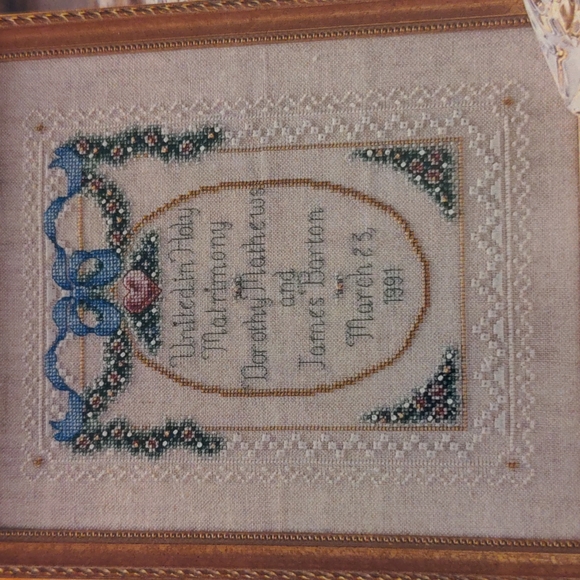 United in Holy
Matrimony
Dorothy Mathews
and
James Barton
March 23,
1991